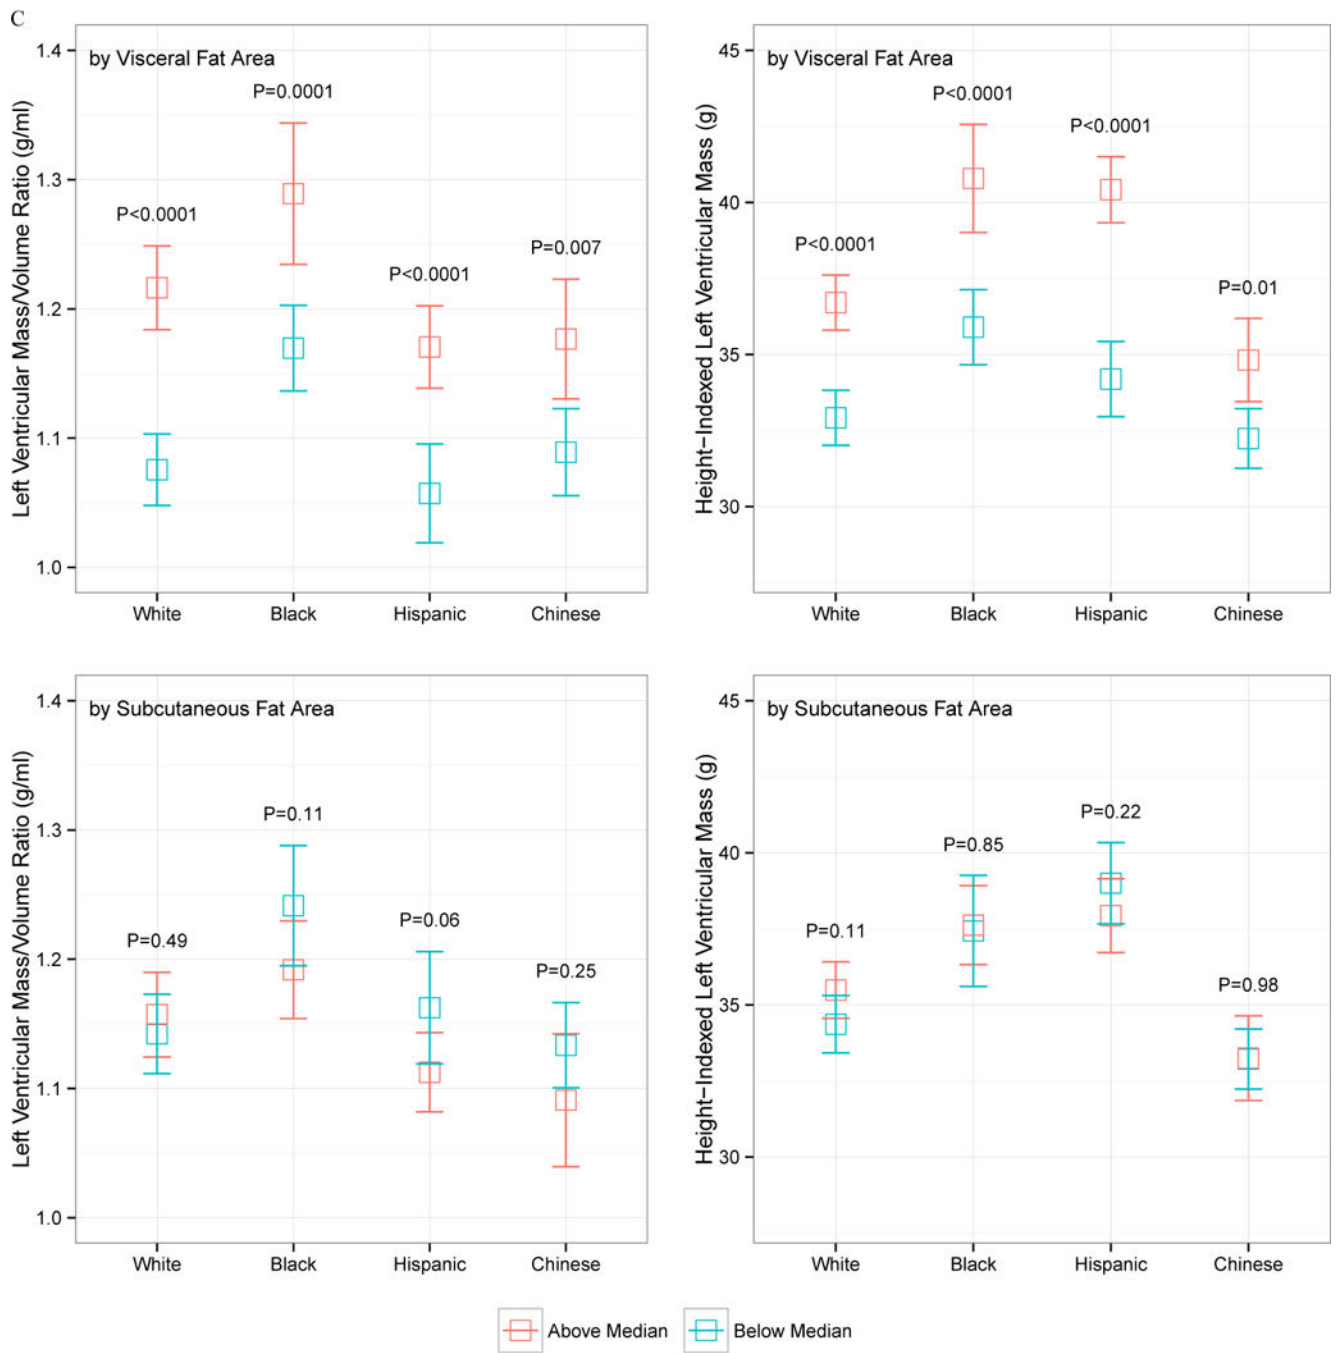 C
by Visceral Fat Area
Left Ventricular Mass/Volume Ratio (g/ml)
1.4
1.3
1.2
1.1
1.0
P<0.0001
P=0.0001
P<0.0001
P=0.007
White
Black
Hispanic
Chinese
by Visceral Fat Area
Height−Indexed Left Ventricular Mass (g)
45
40
35
30
P<0.0001
P<0.0001
P<0.0001
P=0.01
White
Black
Hispanic
Chinese
by Subcutaneous Fat Area
Left Ventricular Mass/Volume Ratio (g/ml)
1.4
1.3
1.2
1.1
1.0
P=0.49
P=0.11
P=0.06
P=0.25
White
Black
Hispanic
Chinese
by Subcutaneous Fat Area
Height−Indexed Left Ventricular Mass (g)
45
40
35
30
P=0.11
P=0.85
P=0.22
P=0.98
White
Black
Hispanic
Chinese
Above Median
Below Median